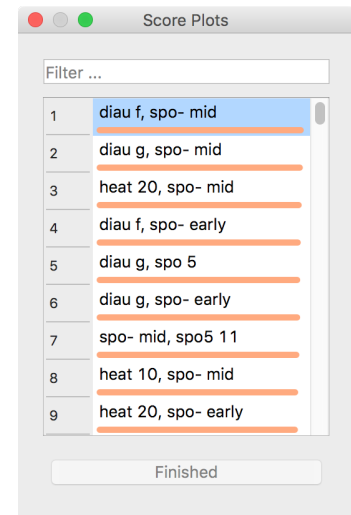 Score Plots
Filter ...
1 diau f, spo- mid
2 diau g, spo- mid
3 heat 20, spo- mid
4 diau f, spo- early
5 diau g, spo 5
6 diau g, spo- early
7 spo- mid, spo5 11
8 heat 10, spo- mid
9 heat 20, spo- early
Finished